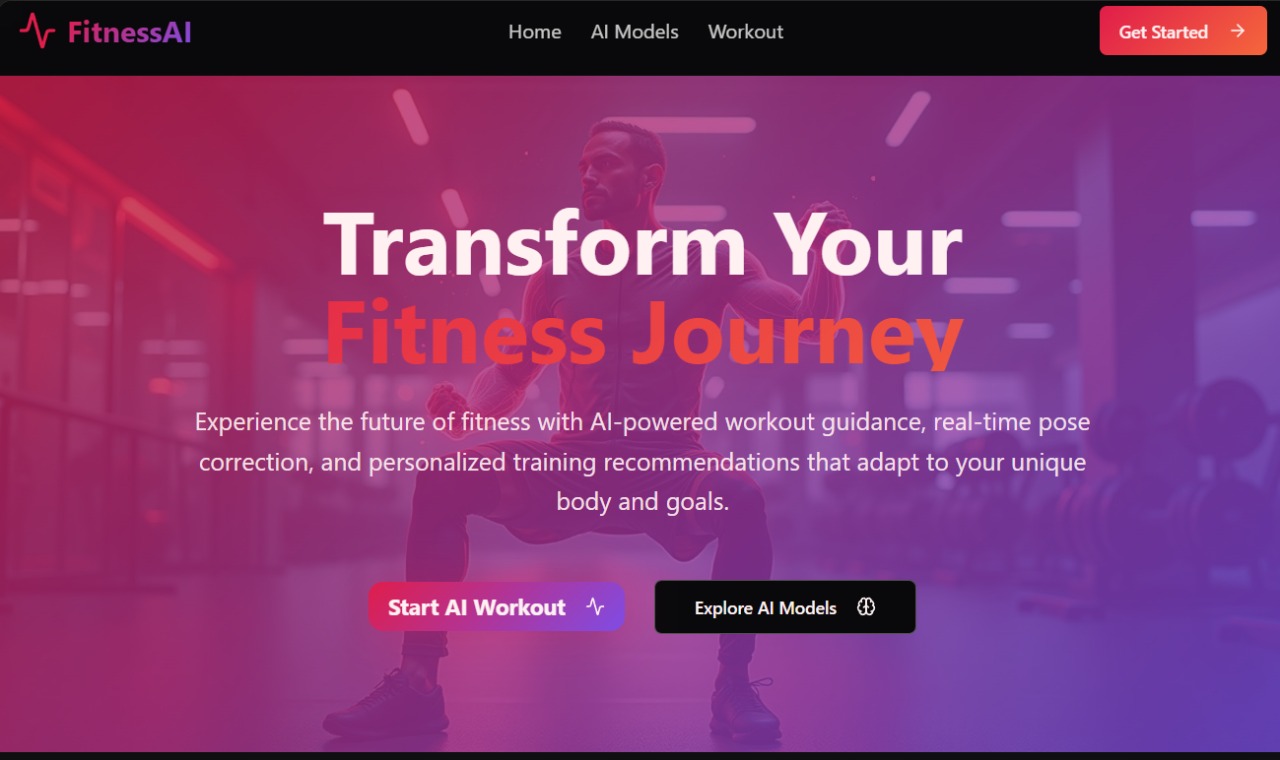 FitnessAI
Home
AI Models
Workout
Get Started
Transform Your
Fitness Journey
Experience the future of fitness with AI-powered workout guidance, real-time pose
correction, and personalized training recommendations that adapt to your unique
body and goals.
Start AI Workout
Explore AI Models